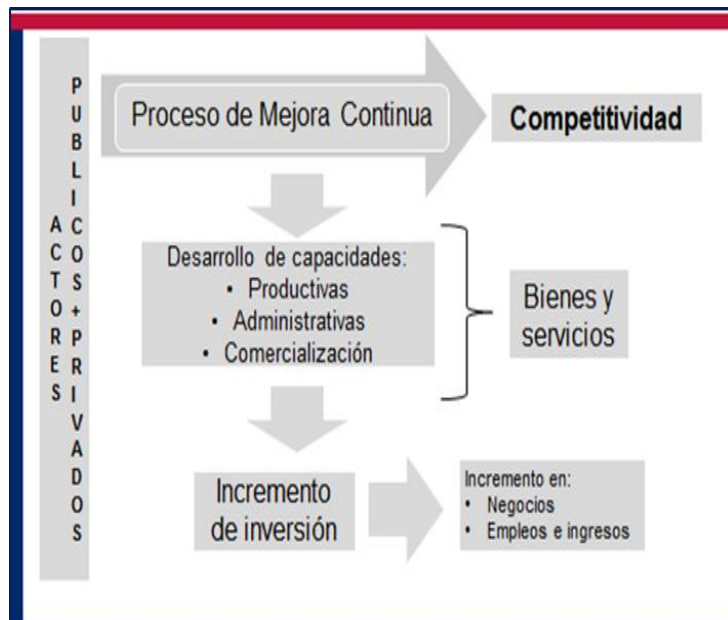 ACTORES
PUBLICOS+PRIVADOS
Proceso de Mejora Continua
Competitividad
Desarrollo de capacidades:
• Productivas
• Administrativas
• Comercialización
Bienes y
servicios
Incremento
de inversión
Incremento en:
• Negocios
• Empleos e ingresos